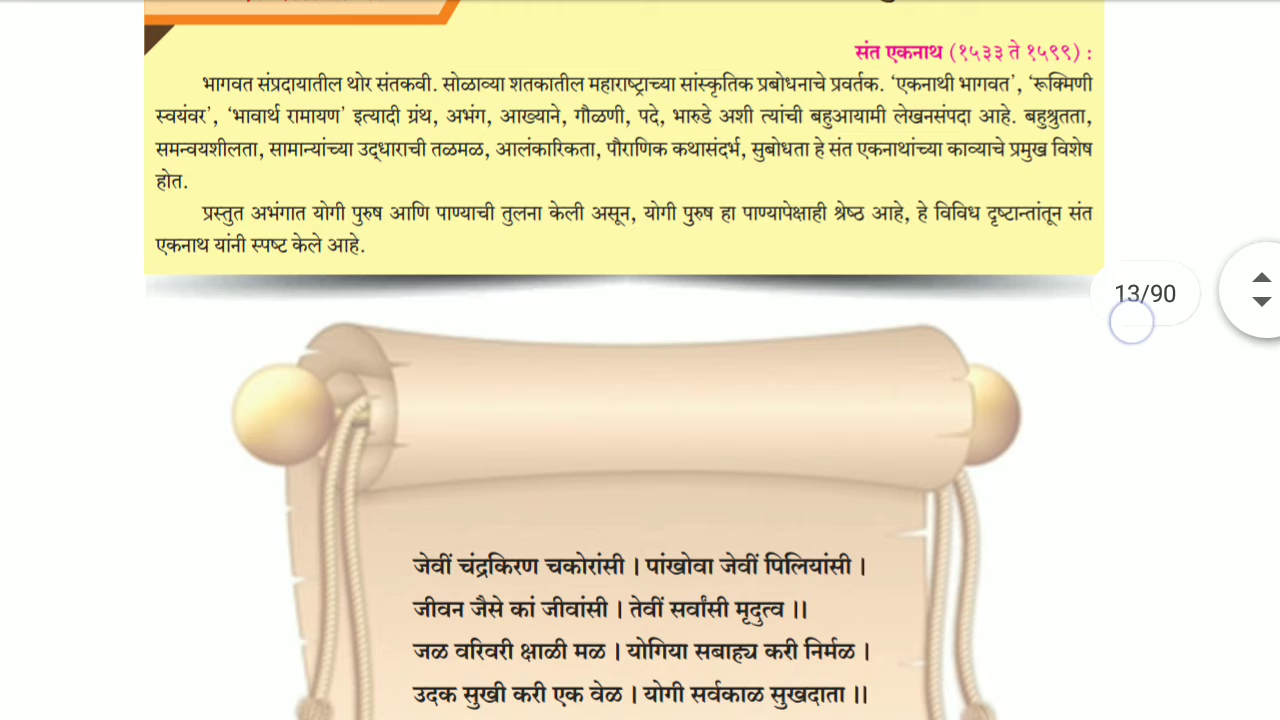 संत एकनाथ (१५३३ ते १५९९) :
भागवत संप्रदायातील थोर संतकवी. सोळाव्या शतकातील महाराष्ट्राच्या सांस्कृतिक प्रबोधनाचे प्रवर्तक. ‘एकनाथी भागवत’, ‘रूक्मिणी
स्वयंवर’, ‘भावार्थ रामायण’ इत्यादी ग्रंथ, अभंग, आख्याने, गौळणी, पदे, भारुडे अशी त्यांची बहुआयामी लेखनसंपदा आहे. बहुश्रुतता,
समन्वयशीलता, सामान्यांच्या उद्धाराची तळमळ, आलंकारिकता, पौराणिक कथासंदर्भ, सुबोधता हे संत एकनाथांच्या काव्याचे प्रमुख विशेष
होत.
प्रस्तुत अभंगात योगी पुरुष आणि पाण्याची तुलना केली असून, योगी पुरुष हा पाण्यापेक्षाही श्रेष्ठ आहे, हे विविध दृष्टान्तांतून संत
एकनाथ यांनी स्पष्ट केले आहे.
13/90
जेवीं चंद्रकिरण चकोरांसी । पांखोवा जेवीं पिलियांसी ।
जीवन जैसे कां जीवांसी । तेवीं सर्वांसी मृदुत्व ।।
जळ वरिवरी क्षाळी मळ । योगिया सबाह्य करी निर्मळ ।
उदक सुखी करी एक वेळ । योगी सर्वकाळ सुखदाता ।।